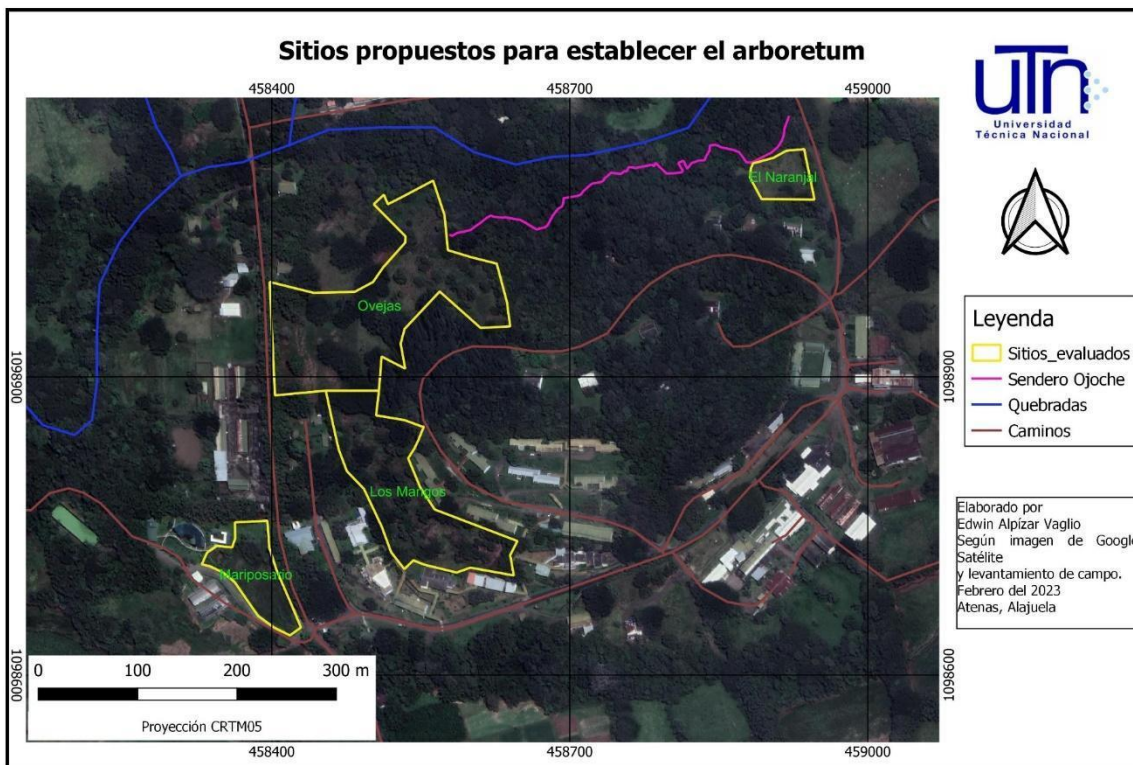 Sitios propuestos para establecer el arboretum
458400
458700
459000
uTn
Universidad
Técnica Nacional
El Naranjal
Ovejas
Los Mangos
Mariposario
1098900
1098900
1098600
1098600
Leyenda
Sitios_evaluados
Sendero Ojoche
Quebradas
Caminos
Elaborado por
Edwin Alpízar Vaglio
Según imagen de Google
Satélite
y levantamiento de campo.
Febrero del 2023
Atenas, Alajuela
0 100 200 300 m
Proyección CRTM05
458400
458700
459000